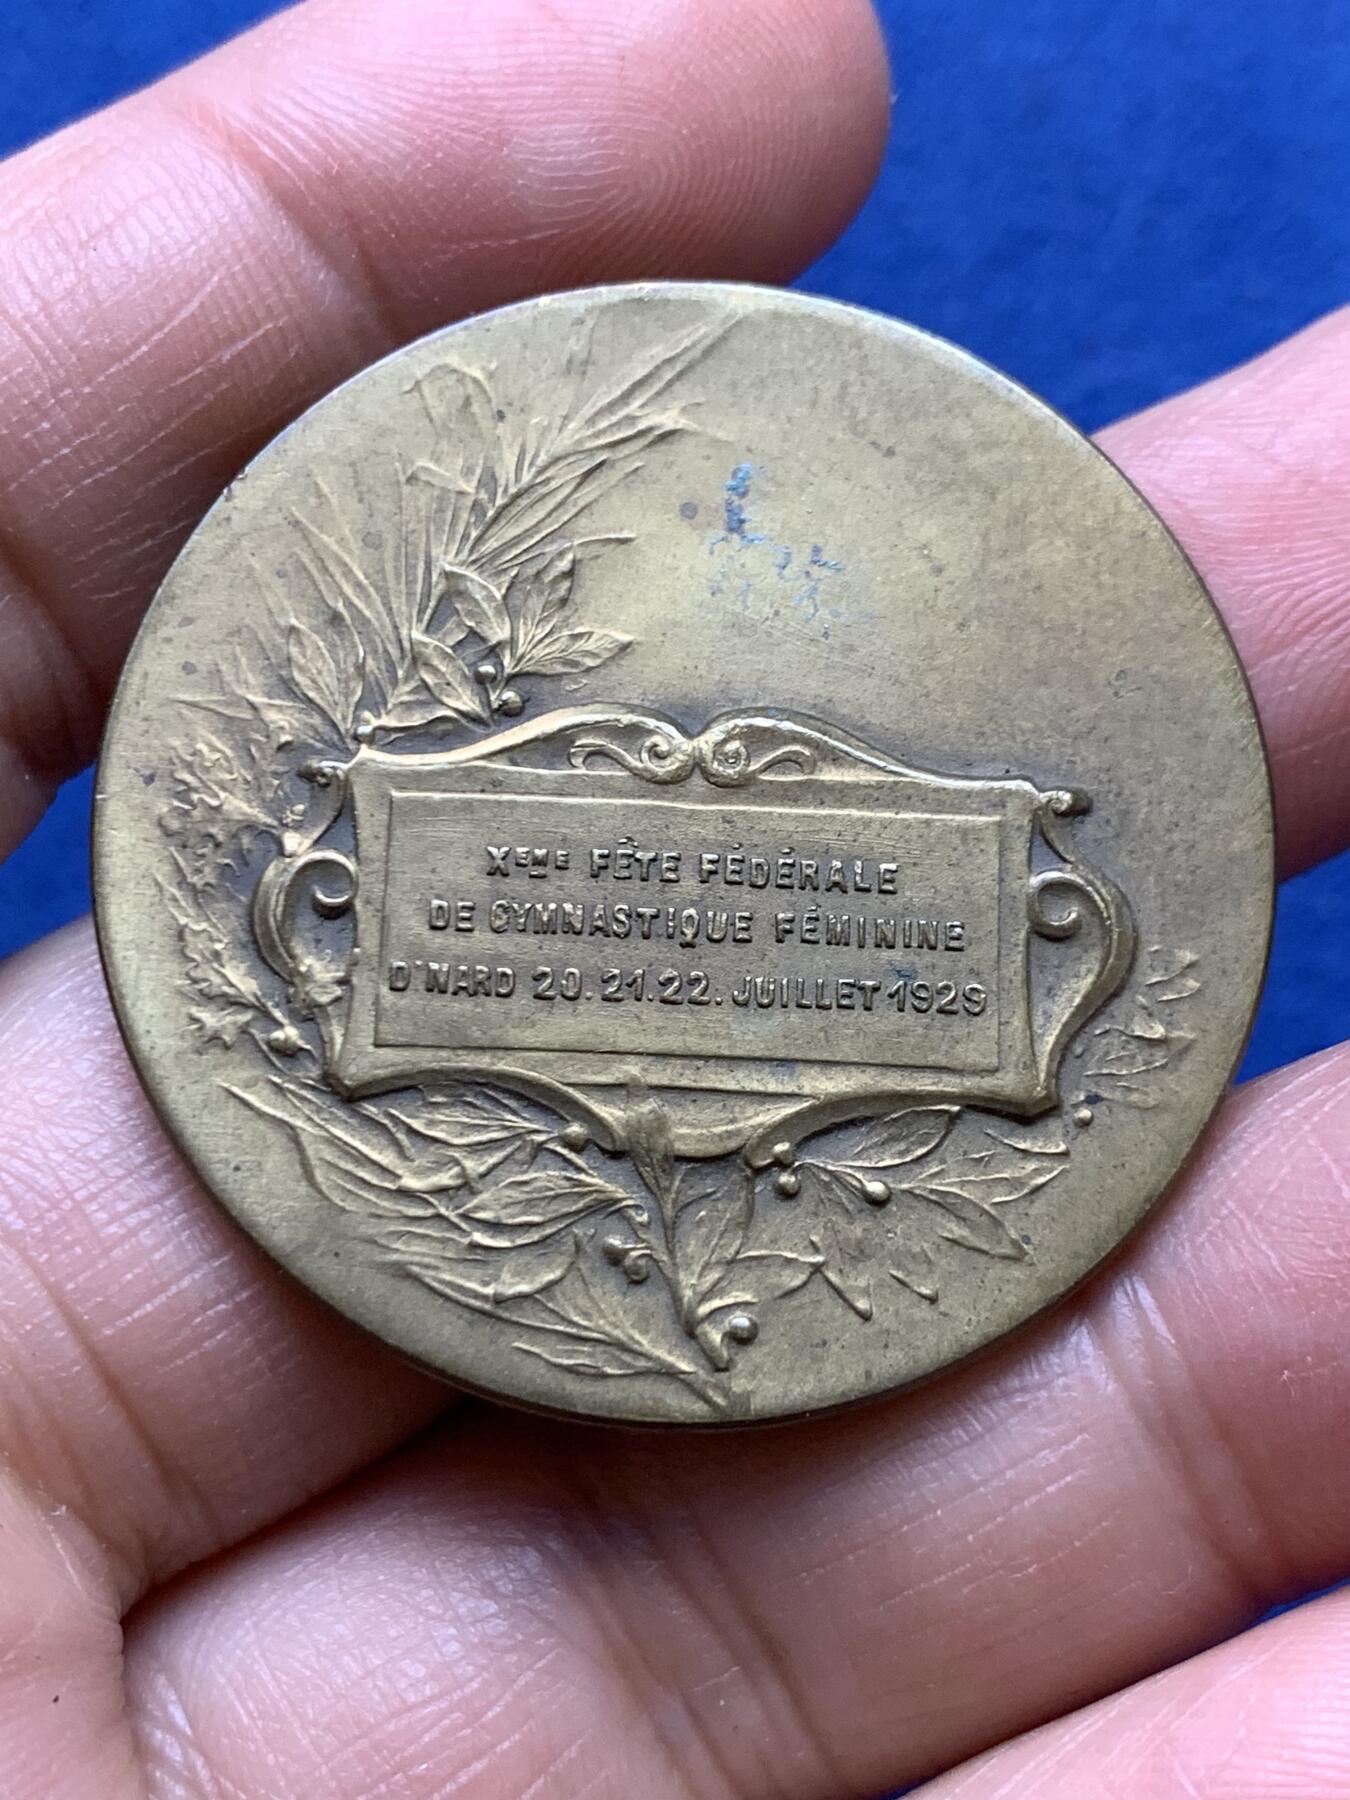 XEME FÊTE FÉDÉRALE
DE GYMNASTIQUE FÉMININE
D'NARD 20.21.22. JUILLET 1929